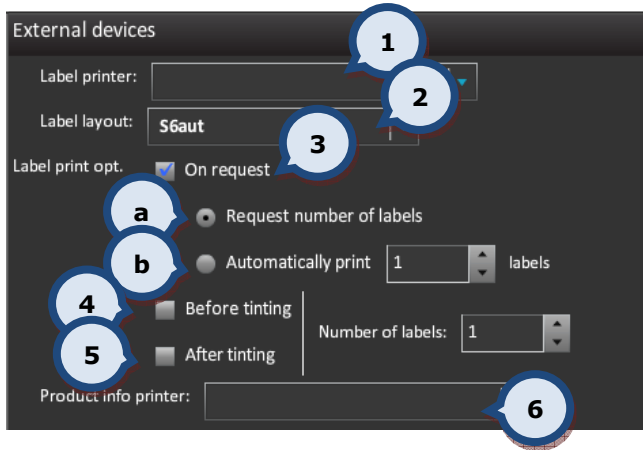 External devices
1
Label printer:
2
Label layout: S6aut
3
Label print opt. On request
a Request number of labels
b Automatically print 1 labels
4 Before tinting
Number of labels: 1
5 After tinting
Product info printer: 6